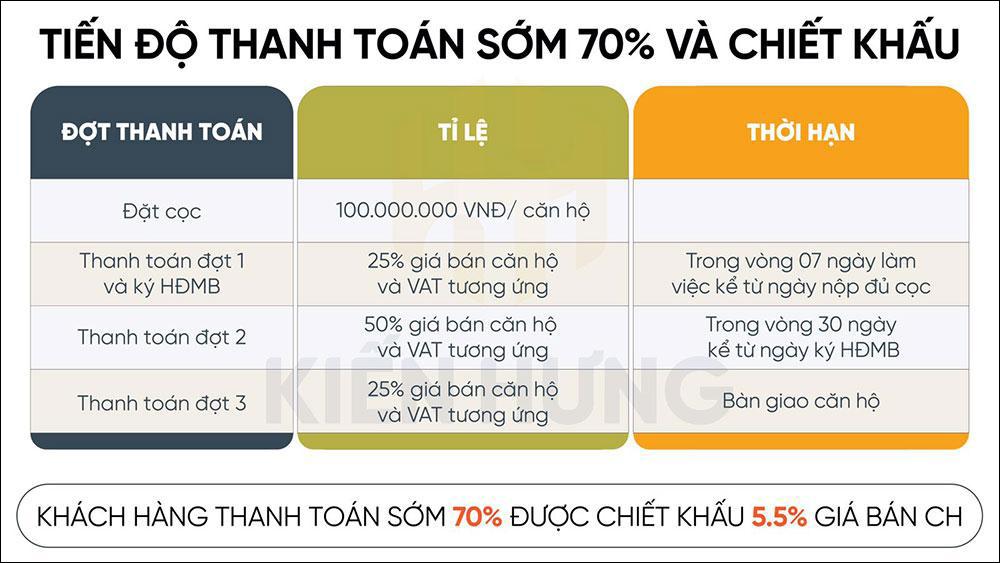 TIẾN ĐỘ THANH TOÁN SỚM 70% VÀ CHIẾT KHẤU
ĐỢT THANH TOÁN
TỈ LỆ
THỜI HẠN
Đặt cọc
100.000.000 VNĐ/ căn hộ
Thanh toán đợt 1
và ký HĐMB
25% giá bán căn hộ
và VAT tương ứng
Trong vòng 07 ngày làm
việc kể từ ngày nộp đủ cọc
Thanh toán đợt 2
50% giá bán căn hộ
và VAT tương ứng
Trong vòng 30 ngày
kể từ ngày ký HĐMB
Thanh toán đợt 3
25% giá bán căn hộ
và VAT tương ứng
Bàn giao căn hộ
KIẾN HƯNG
KHÁCH HÀNG THANH TOÁN SỚM 70% ĐƯỢC CHIẾT KHẤU 5.5% GIÁ BÁN CH